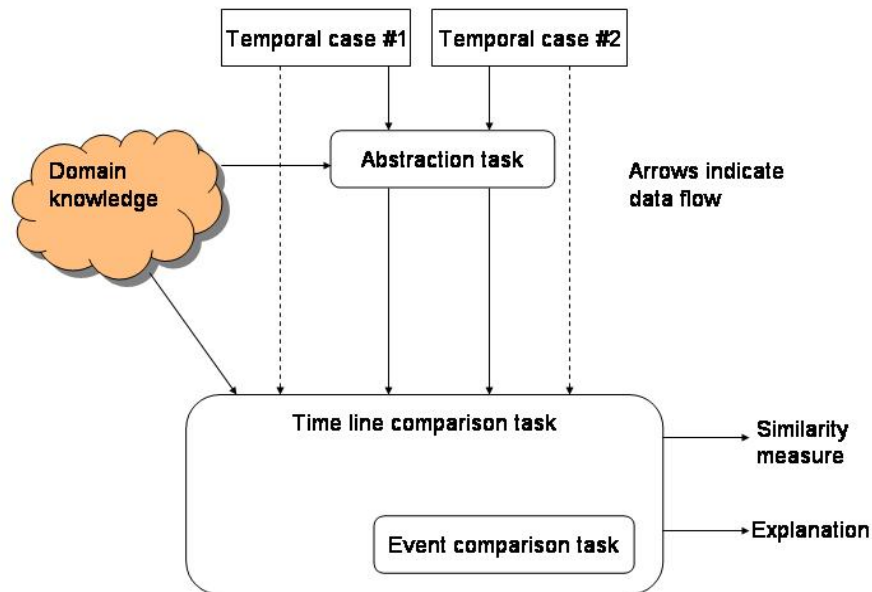 Temporal case #1
Temporal case #2
Abstraction task
Domain
knowledge
Arrows indicate
data flow
Time line comparison task
Similarity
measure
Event comparison task
Explanation